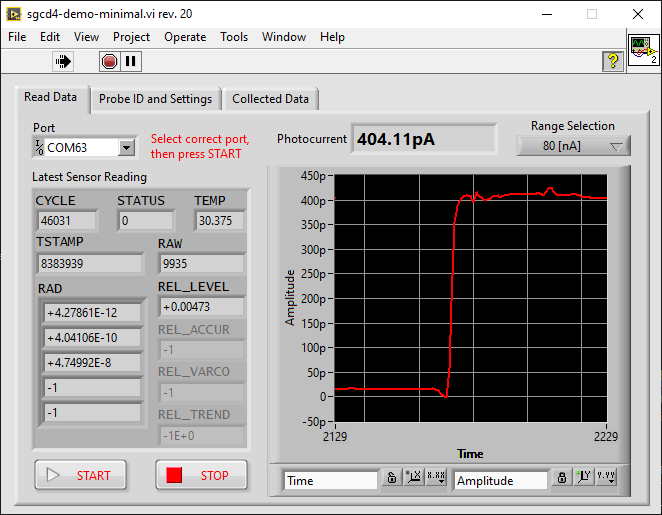 sgcd4-demo-minimal.vi rev. 20
File Edit View Project Operate Tools Window Help
?
2
Read Data Probe ID and Settings Collected Data
Port
I/O COM63
Select correct port,
then press START
Photocurrent 404.11pA
Range Selection
80 [nA]
Latest Sensor Reading
CYCLE STATUS TEMP
46031 0 30.375
TSTAMP RAW
8383939 9935
RAD REL_LEVEL
+4.27861E-12 +0.00473
+4.04106E-10 REL_ACCUR
+4.74992E-8 -1
-1 REL_VARCO
-1 -1
REL_TREND
-1E+0
START STOP
450p
400p
350p
300p
250p
200p
150p
100p
50p
0
-50p
Amplitude
2129 2229
Time
Time X X.XX Amplitude Y Y.YY